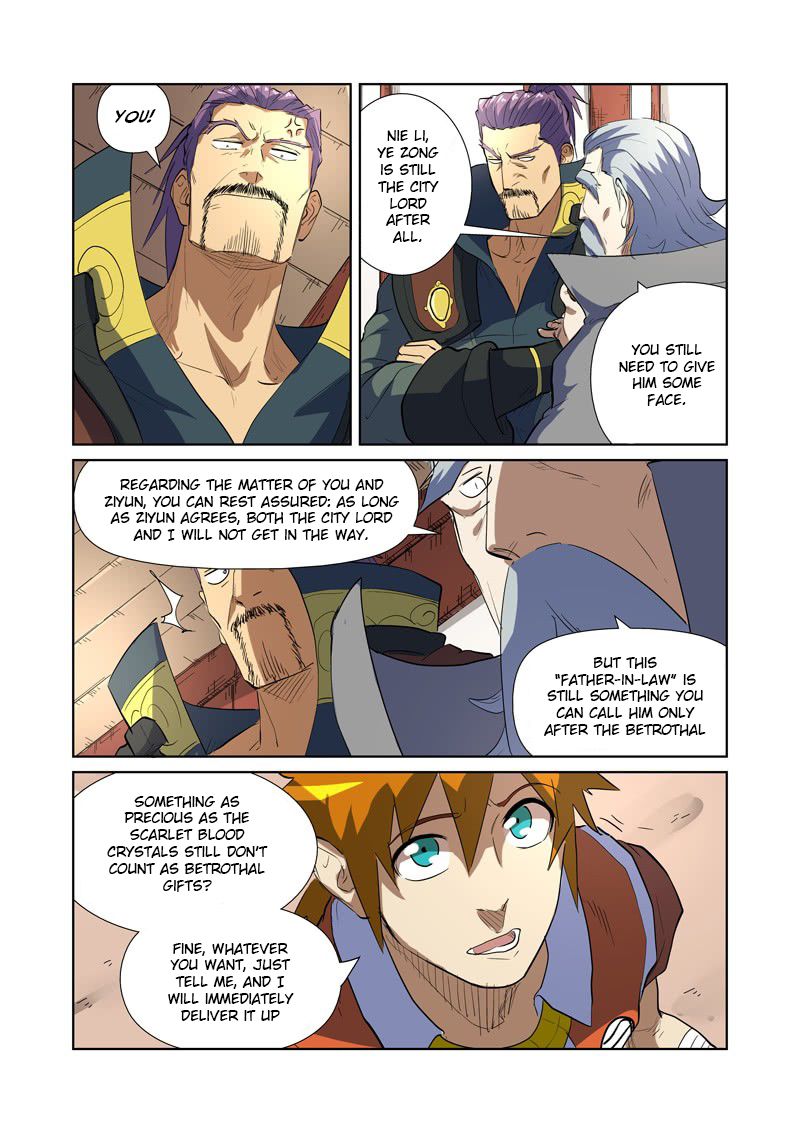 YOU!
NIE LI,
YE ZONG
IS STILL
THE CITY
LORD
AFTER
ALL.
YOU STILL
NEED TO GIVE
HIM SOME
FACE.
REGARDING THE MATTER OF YOU AND
ZIYUN, YOU CAN REST ASSURED: AS LONG
AS ZIYUN AGREES, BOTH THE CITY LORD
AND I WILL NOT GET IN THE WAY.
BUT THIS
"FATHER-IN-LAW" IS
STILL SOMETHING YOU
CAN CALL HIM ONLY
AFTER THE BETROTHAL
SOMETHING AS
PRECIOUS AS THE
SCARLET BLOOD
CRYSTALS STILL DON'T
COUNT AS BETROTHAL
GIFTS?
FINE, WHATEVER
YOU WANT, JUST
TELL ME, AND I
WILL IMMEDIATELY
DELIVER IT UP